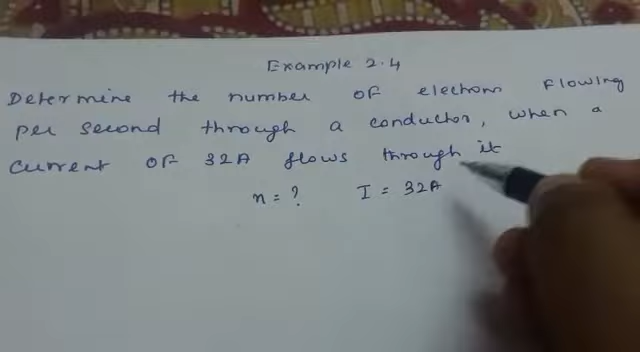 Example 2.4
Determine the number of electrons flowing
per second through a conductor, when a
current of 32A flows through it
n = ? I = 32A